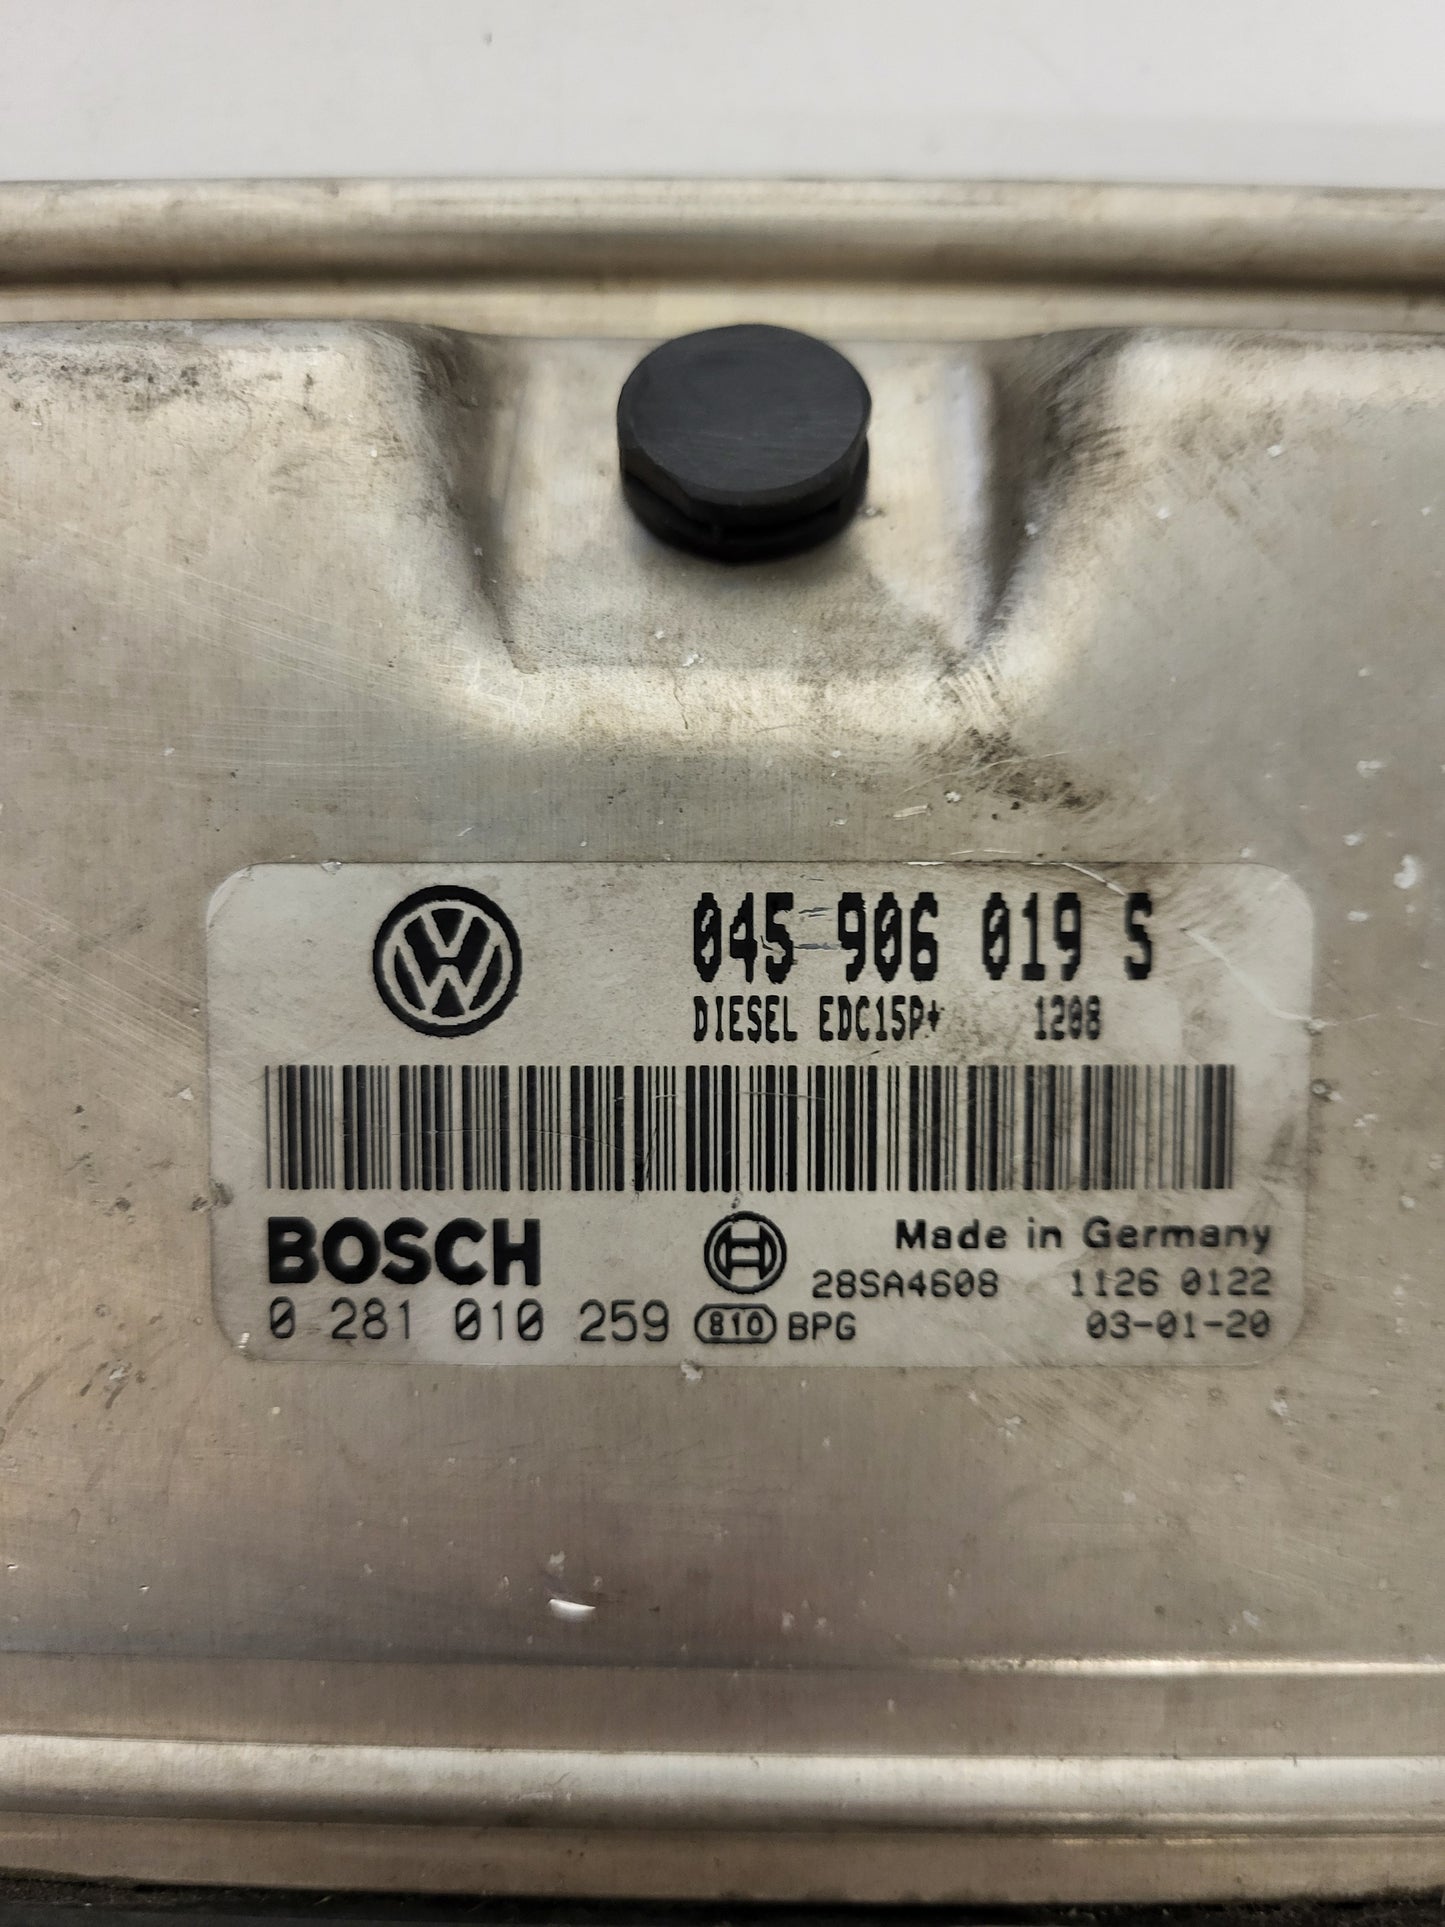 045 906 019 S
DIESEL EDC15P+ 1208
BOSCH
Made in Germany
28SA4608 1126 0122
0 281 010 259 810 BPG 03-01-20